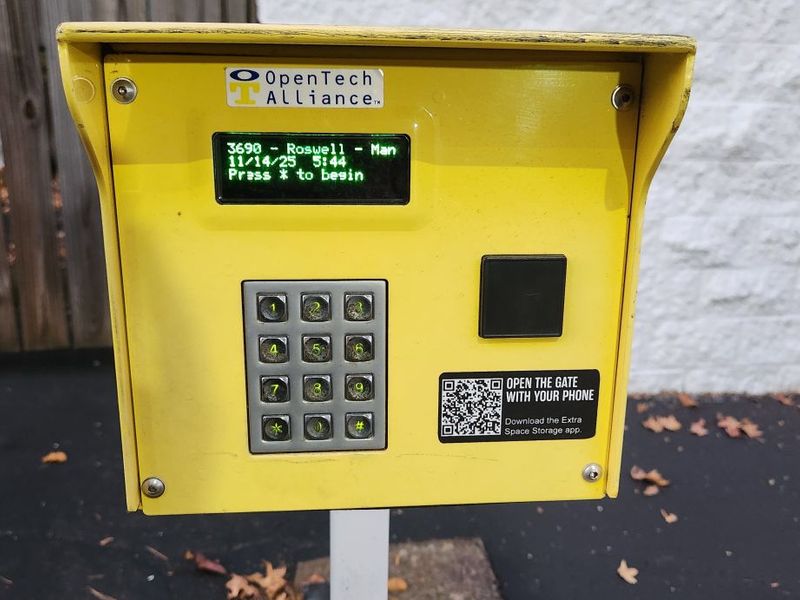 OpenTech
Alliance™
3690 - Roswell - Man
11/14/25 5:44
Press * to begin
1 2 3
4 5 6
7 8 9
* 0 #
OPEN THE GATE
WITH YOUR PHONE
Download the Extra
Space Storage app.